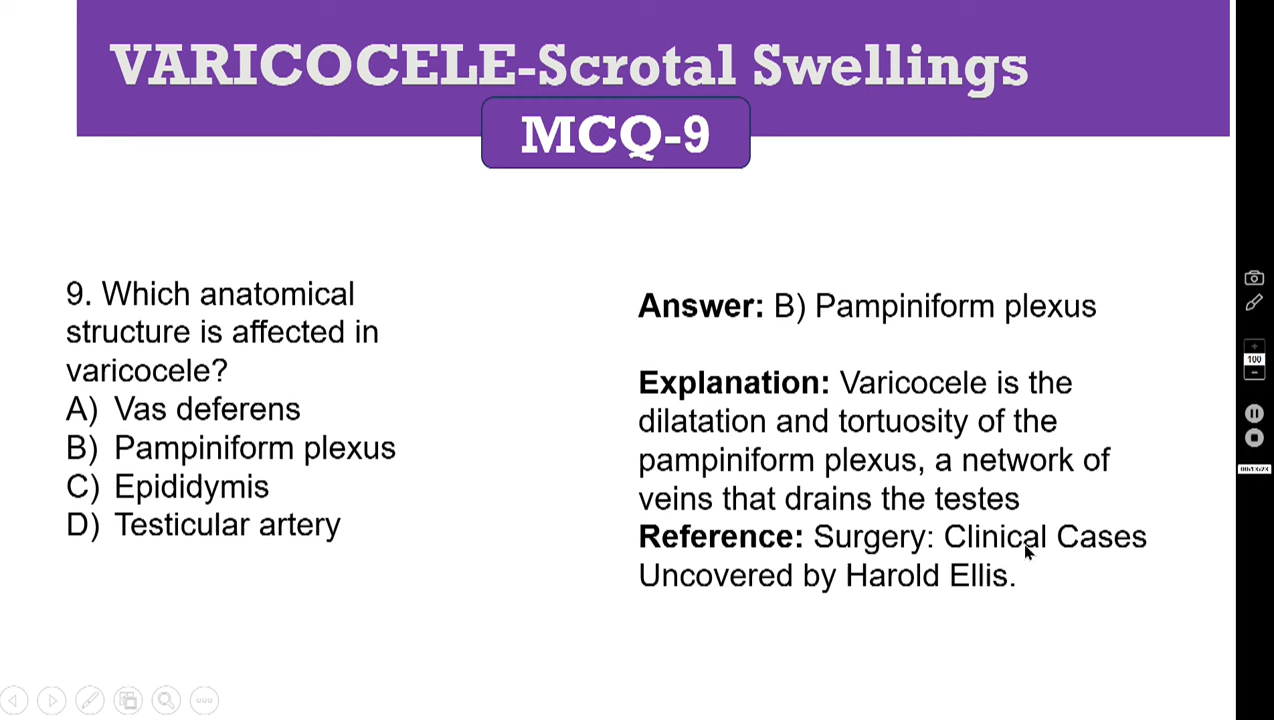 VARICOCELE-Scrotal Swellings
MCQ-9
9. Which anatomical
structure is affected in
varicocele?
A) Vas deferens
B) Pampiniform plexus
C) Epididymis
D) Testicular artery
Answer: B) Pampiniform plexus
Explanation: Varicocele is the
dilatation and tortuosity of the
pampiniform plexus, a network of
veins that drains the testes
Reference: Surgery: Clinical Cases
Uncovered by Harold Ellis.
100